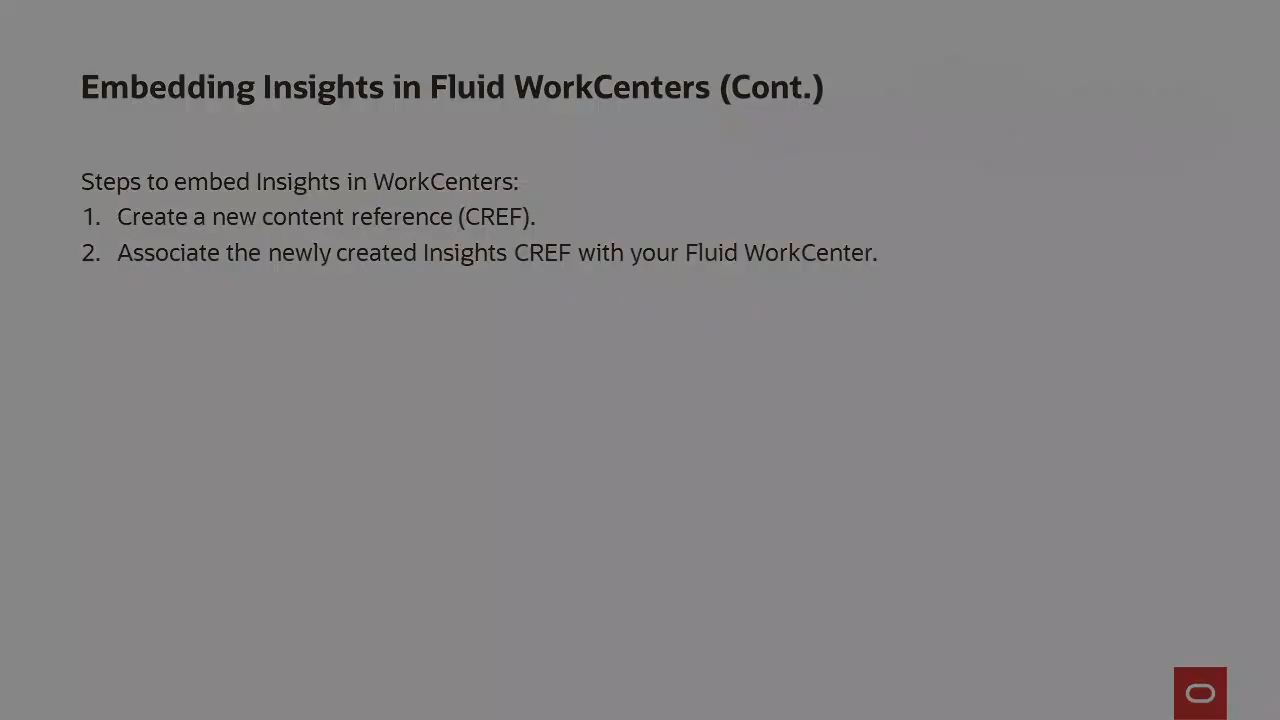 Embedding Insights in Fluid WorkCenters (Cont.)
Steps to embed Insights in WorkCenters:
1. Create a new content reference (CREF).
2. Associate the newly created Insights CREF with your Fluid WorkCenter.